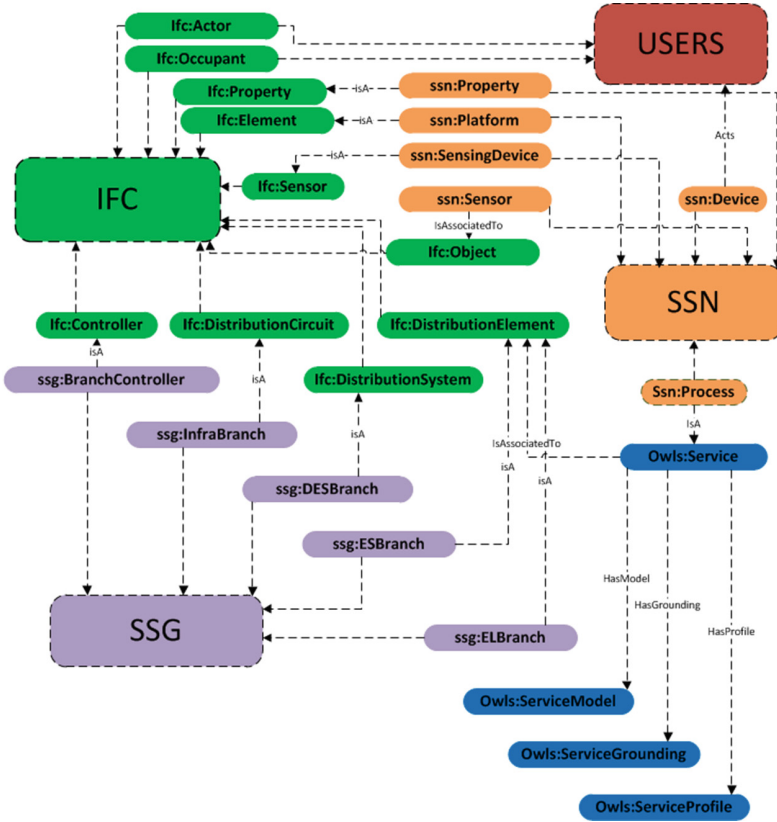 Ifc:Actor
USERS
Ifc:Occupant
Ifc:Property
isA
ssn:Property
Ifc:Element
isA
ssn:Platform
Acts
isA
ssn:SensingDevice
IFC
Ifc:Sensor
ssn:Sensor
ssn:Device
IsAssociatedTo
Ifc:Object
SSN
Ifc:Controller
Ifc:DistributionCircuit
Ifc:DistributionElement
isA
ssg:BranchController
isA
Ifc:DistributionSystem
Ssn:Process
IsA
ssg:InfraBranch
isA
IsAssociatedTo
Owls:Service
isA
isA
ssg:DESBranch
ssg:ESBranch
HasModel
HasGrounding
SSG
ssg:ELBranch
HasProfile
Owls:ServiceModel
Owls:ServiceGrounding
Owls:ServiceProfile